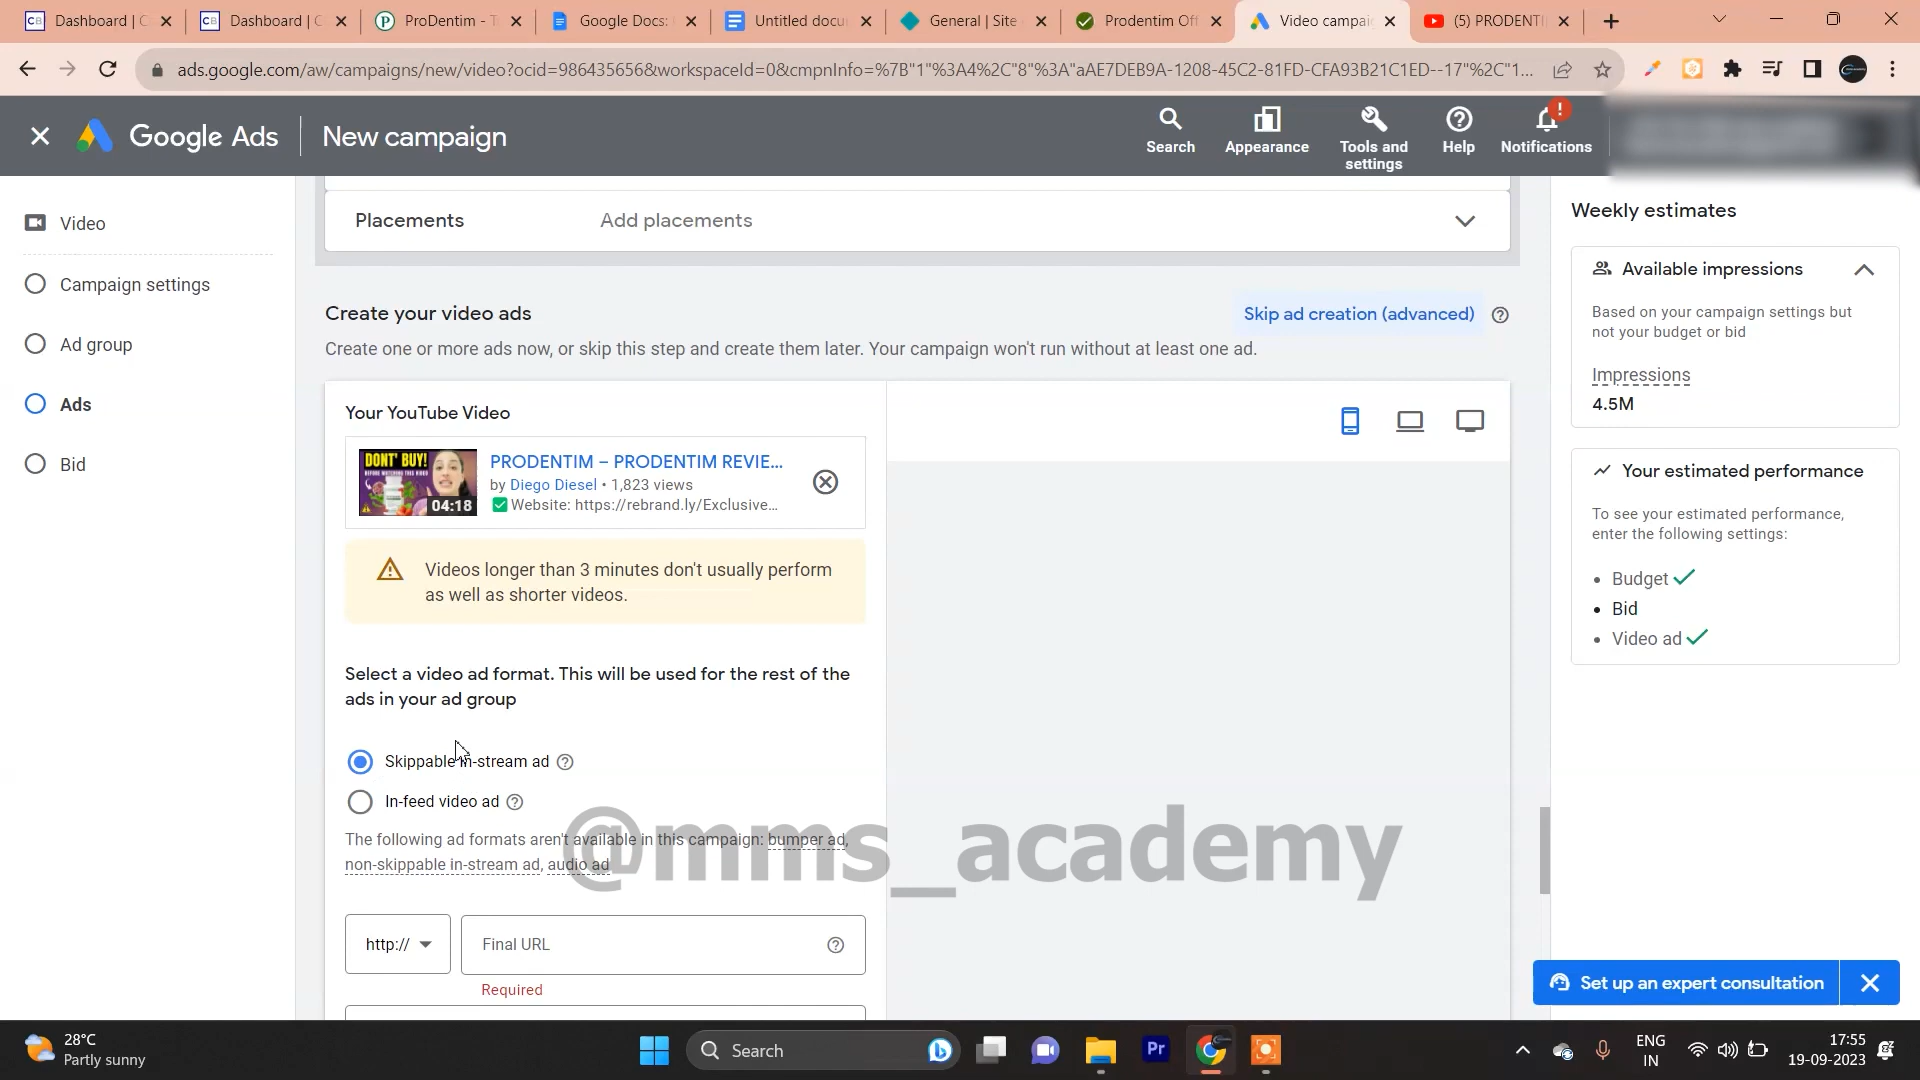 Dashboard | C
Dashboard | C
ProDentim - T
Google Docs:
Untitled docu
General | Site
Prodentim Off
Video campai
(5) PRODENTI
ads.google.com/aw/campaigns/new/video?ocid=986435656&workspaceId=0&cmpnInfo=%7B"1"%3A4%2C"8"%3A"aAE7DEB9A-1208-45C2-81FD-CFA93B21C1ED--17"%2C"1...
Google Ads
New campaign
Search
Appearance
Tools and
settings
Help
Notifications
Video
Campaign settings
Ad group
Ads
Bid
Placements
Add placements
Create your video ads
Skip ad creation (advanced)
Create one or more ads now, or skip this step and create them later. Your campaign won't run without at least one ad.
Your YouTube Video
DONT' BUY!
BEFORE WATCHING THIS VIDEO
04:18
PRODENTIM – PRODENTIM REVIE...
by Diego Diesel • 1,823 views
✅Website: https://rebrand.ly/Exclusive...
Videos longer than 3 minutes don't usually perform
as well as shorter videos.
Select a video ad format. This will be used for the rest of the
ads in your ad group
Skippable in-stream ad
In-feed video ad
The following ad formats aren't available in this campaign: bumper ad,
non-skippable in-stream ad, audio ad
@mms_academy
http://
Final URL
Required
Weekly estimates
Available impressions
Based on your campaign settings but
not your budget or bid
Impressions
4.5M
Your estimated performance
To see your estimated performance,
enter the following settings:
• Budget
• Bid
• Video ad
Set up an expert consultation
28°C
Partly sunny
Search
Pr
ENG
IN
17:55
19-09-2023